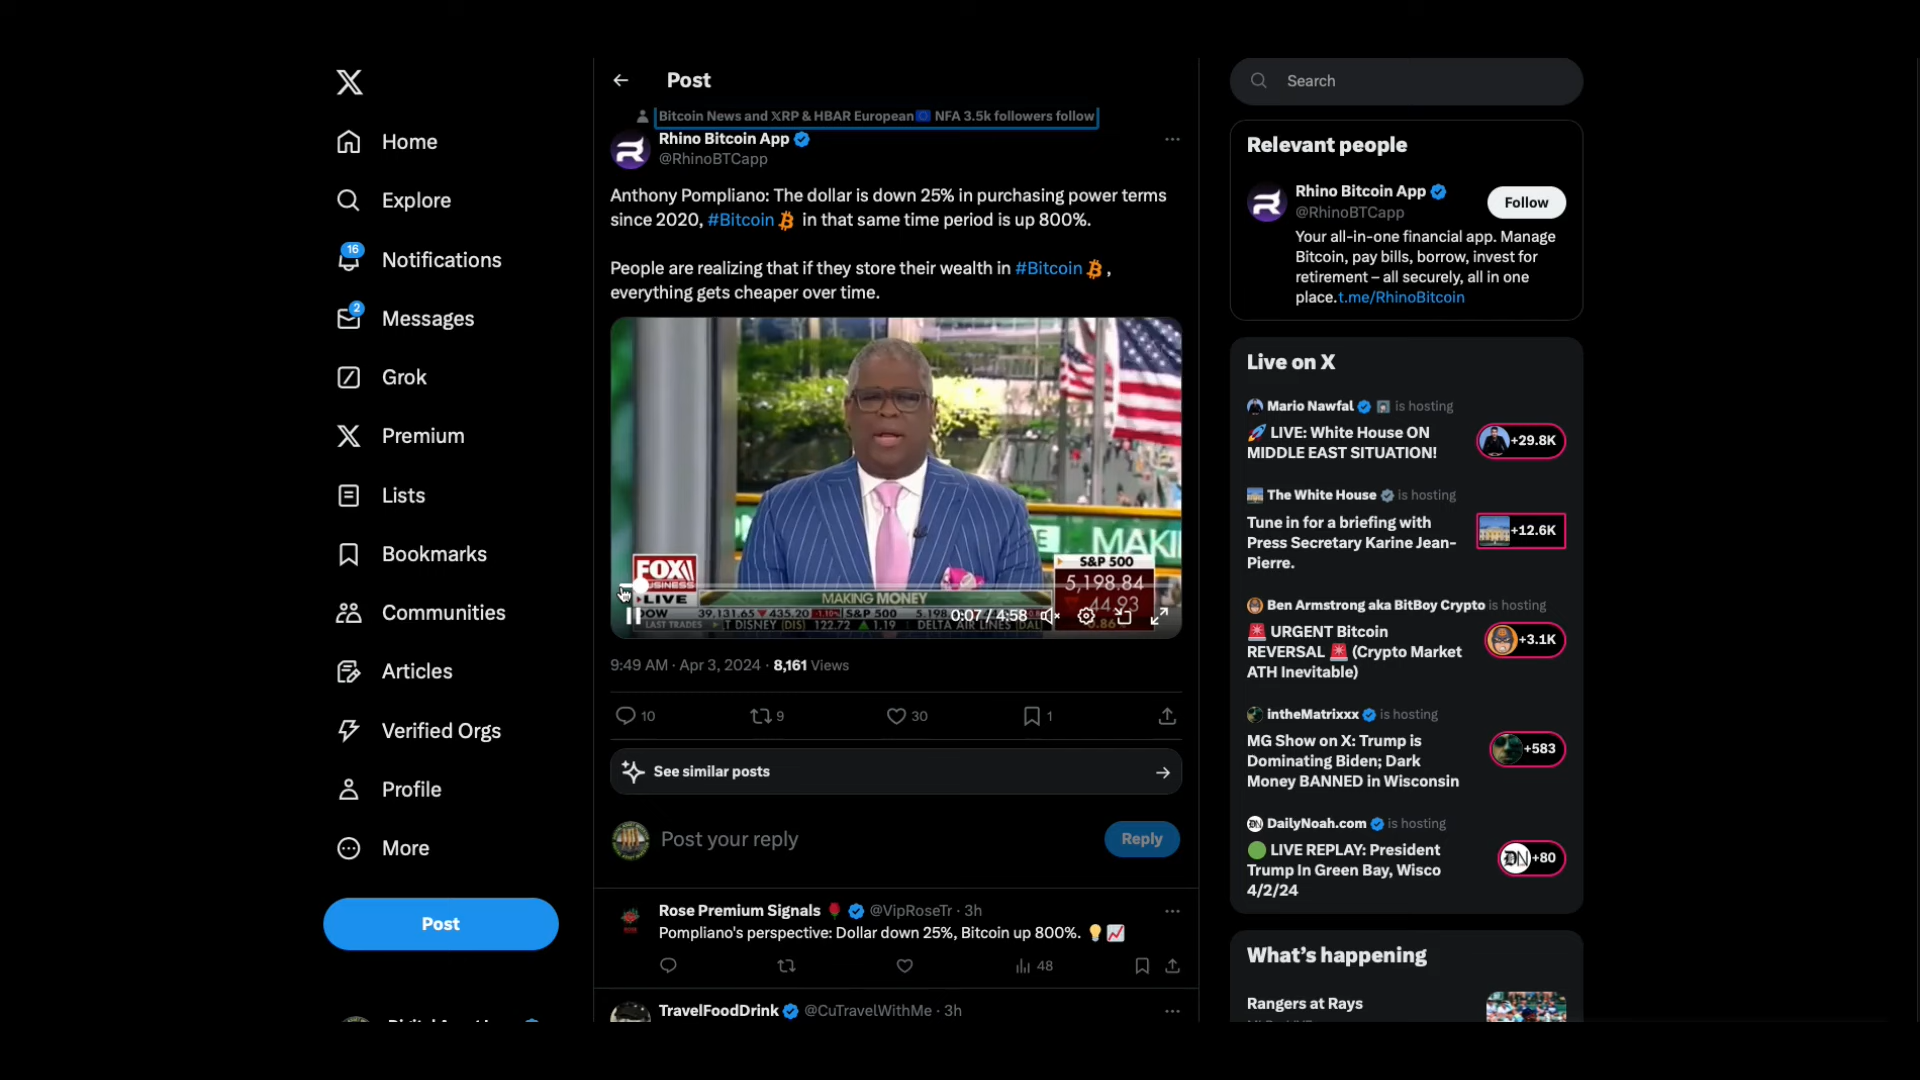 Home
Explore
16
Notifications
2
Messages
Grok
Premium
Lists
Bookmarks
Communities
Articles
Verified Orgs
Profile
More
Post
Post
Bitcoin News and XRP & HBAR European NFA 3.5k followers follow
Rhino Bitcoin App
@RhinoBTCapp
Anthony Pompliano: The dollar is down 25% in purchasing power terms
since 2020, #Bitcoin in that same time period is up 800%.
People are realizing that if they store their wealth in #Bitcoin ,
everything gets cheaper over time.
FOX
BUSINESS
LIVE
MAKING MONEY
S&P 500
5,198.84
44.93
DOW 39,131.65 ▼ 435.20 -1.10% S&P 500 5,198
LAST TRADES T DISNEY (DIS) 122.72 ▲ 1.19 DELTA AIR LINES (DAL)
0:07 / 4:58
9:49 AM · Apr 3, 2024 · 8,161 Views
10 9 30 1
See similar posts
Post your reply
Reply
Rose Premium Signals @VipRoseTr · 3h
Pompliano's perspective: Dollar down 25%, Bitcoin up 800%.
48
TravelFoodDrink @CuTravelWithMe · 3h
Search
Relevant people
Rhino Bitcoin App
@RhinoBTCapp
Follow
Your all-in-one financial app. Manage
Bitcoin, pay bills, borrow, invest for
retirement – all securely, all in one
place.t.me/RhinoBitcoin
Live on X
Mario Nawfal is hosting
LIVE: White House ON
MIDDLE EAST SITUATION!
+29.8K
The White House is hosting
Tune in for a briefing with
Press Secretary Karine Jean-
Pierre.
+12.6K
Ben Armstrong aka BitBoy Crypto is hosting
URGENT Bitcoin
REVERSAL (Crypto Market
ATH Inevitable)
+3.1K
intheMatrixxx is hosting
MG Show on X: Trump is
Dominating Biden; Dark
Money BANNED in Wisconsin
+583
DailyNoah.com is hosting
LIVE REPLAY: President
Trump In Green Bay, Wisco
4/2/24
+80
What's happening
Rangers at Rays